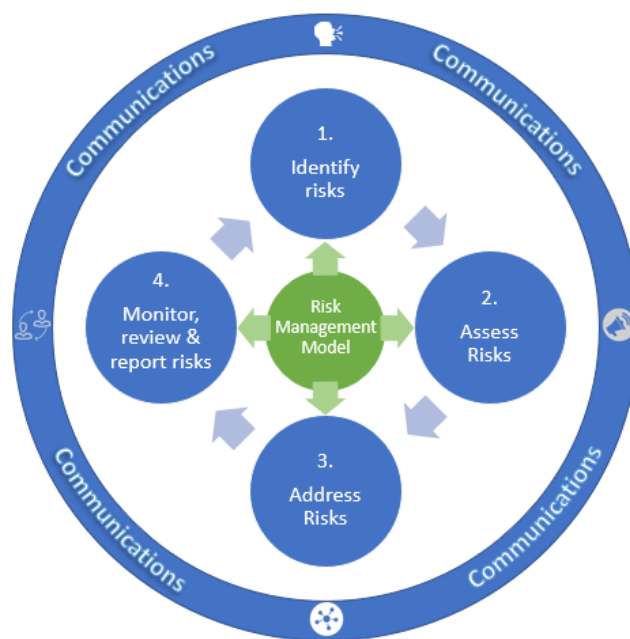 Communications
Communications
1.
Identify
risks
2.
Assess
Risks
3.
Address
Risks
4.
Monitor,
review &
report risks
Risk
Management
Model
Communications
Communications